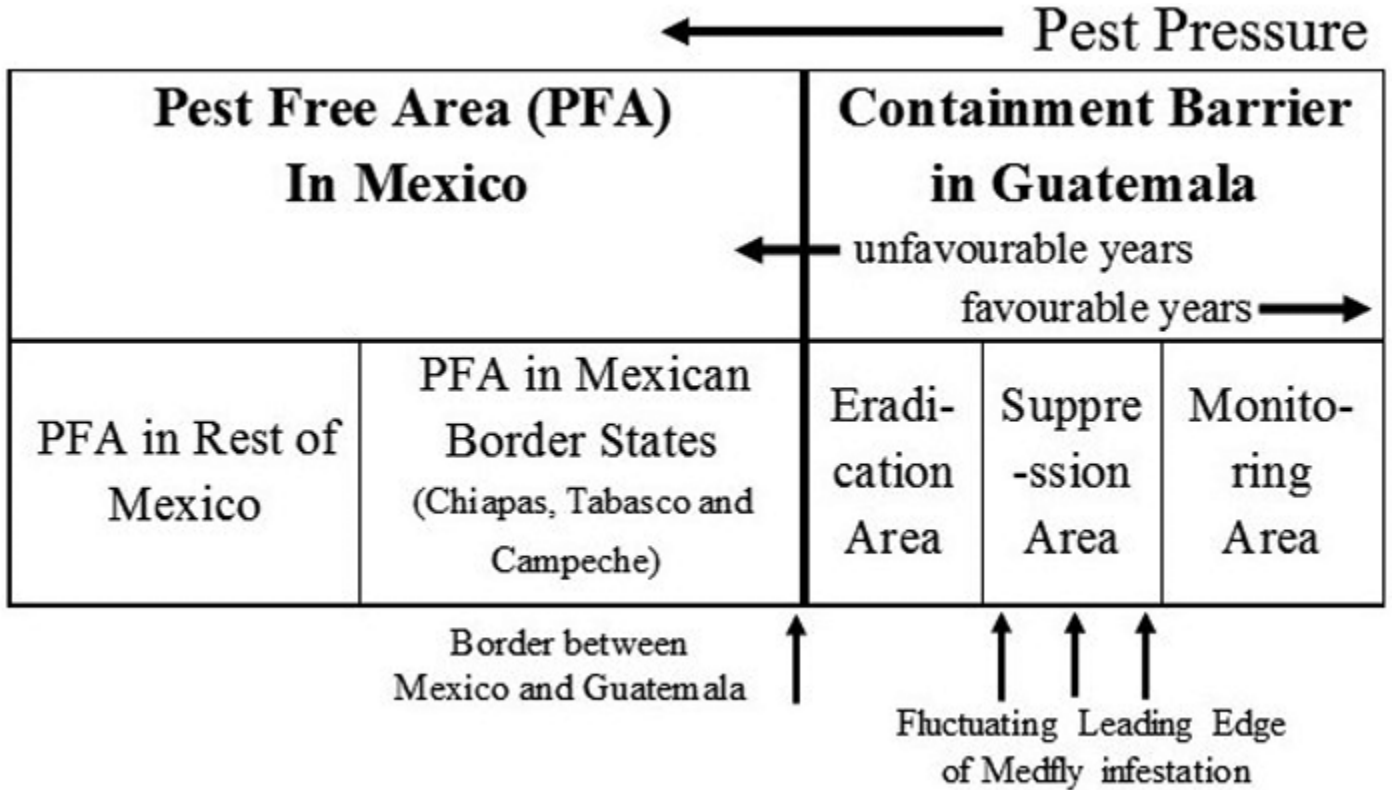 Pest Pressure
Pest Free Area (PFA)
In Mexico
Containment Barrier
in Guatemala
unfavourable years
favourable years
PFA in Rest of
Mexico
PFA in Mexican
Border States
(Chiapas, Tabasco and
Campeche)
Eradi-
cation
Area
Suppre
-ssion
Area
Monito-
ring
Area
Border between
Mexico and Guatemala
Fluctuating Leading Edge
of Medfly infestation